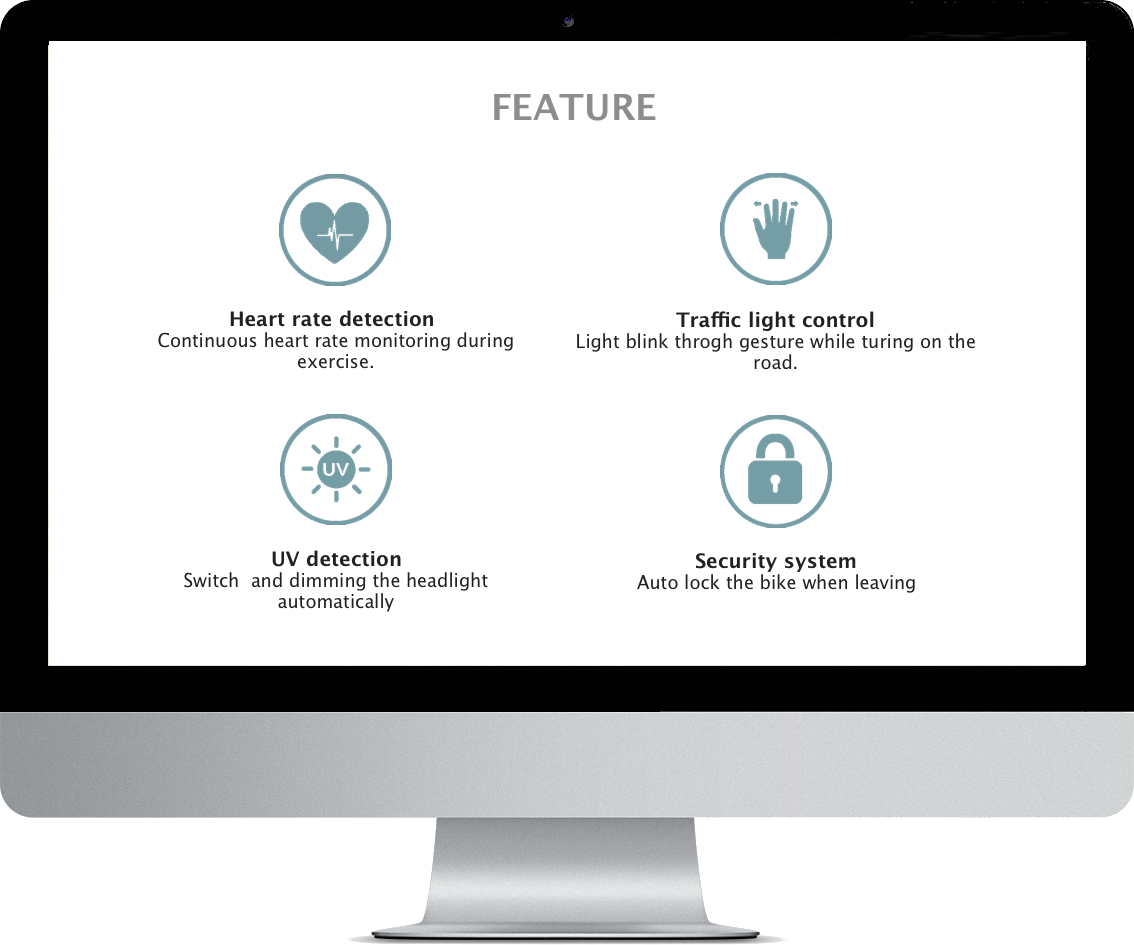 FEATURE
Heart rate detection
Continuous heart rate monitoring during
exercise.
Traffic light control
Light blink throgh gesture while turing on the
road.
UV
UV detection
Switch  and dimming the headlight
automatically
Security system
Auto lock the bike when leaving